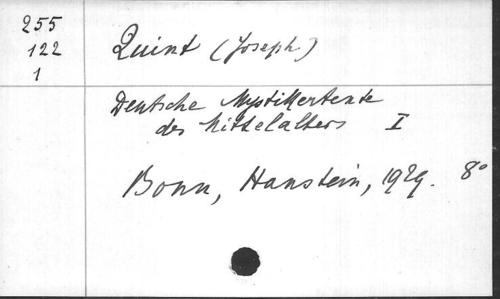 255
122
1
Quint (Joseph)
Deutsche Mystikertexte
des Mittelalters I
Bonn, Hanstein, 1929. 8°